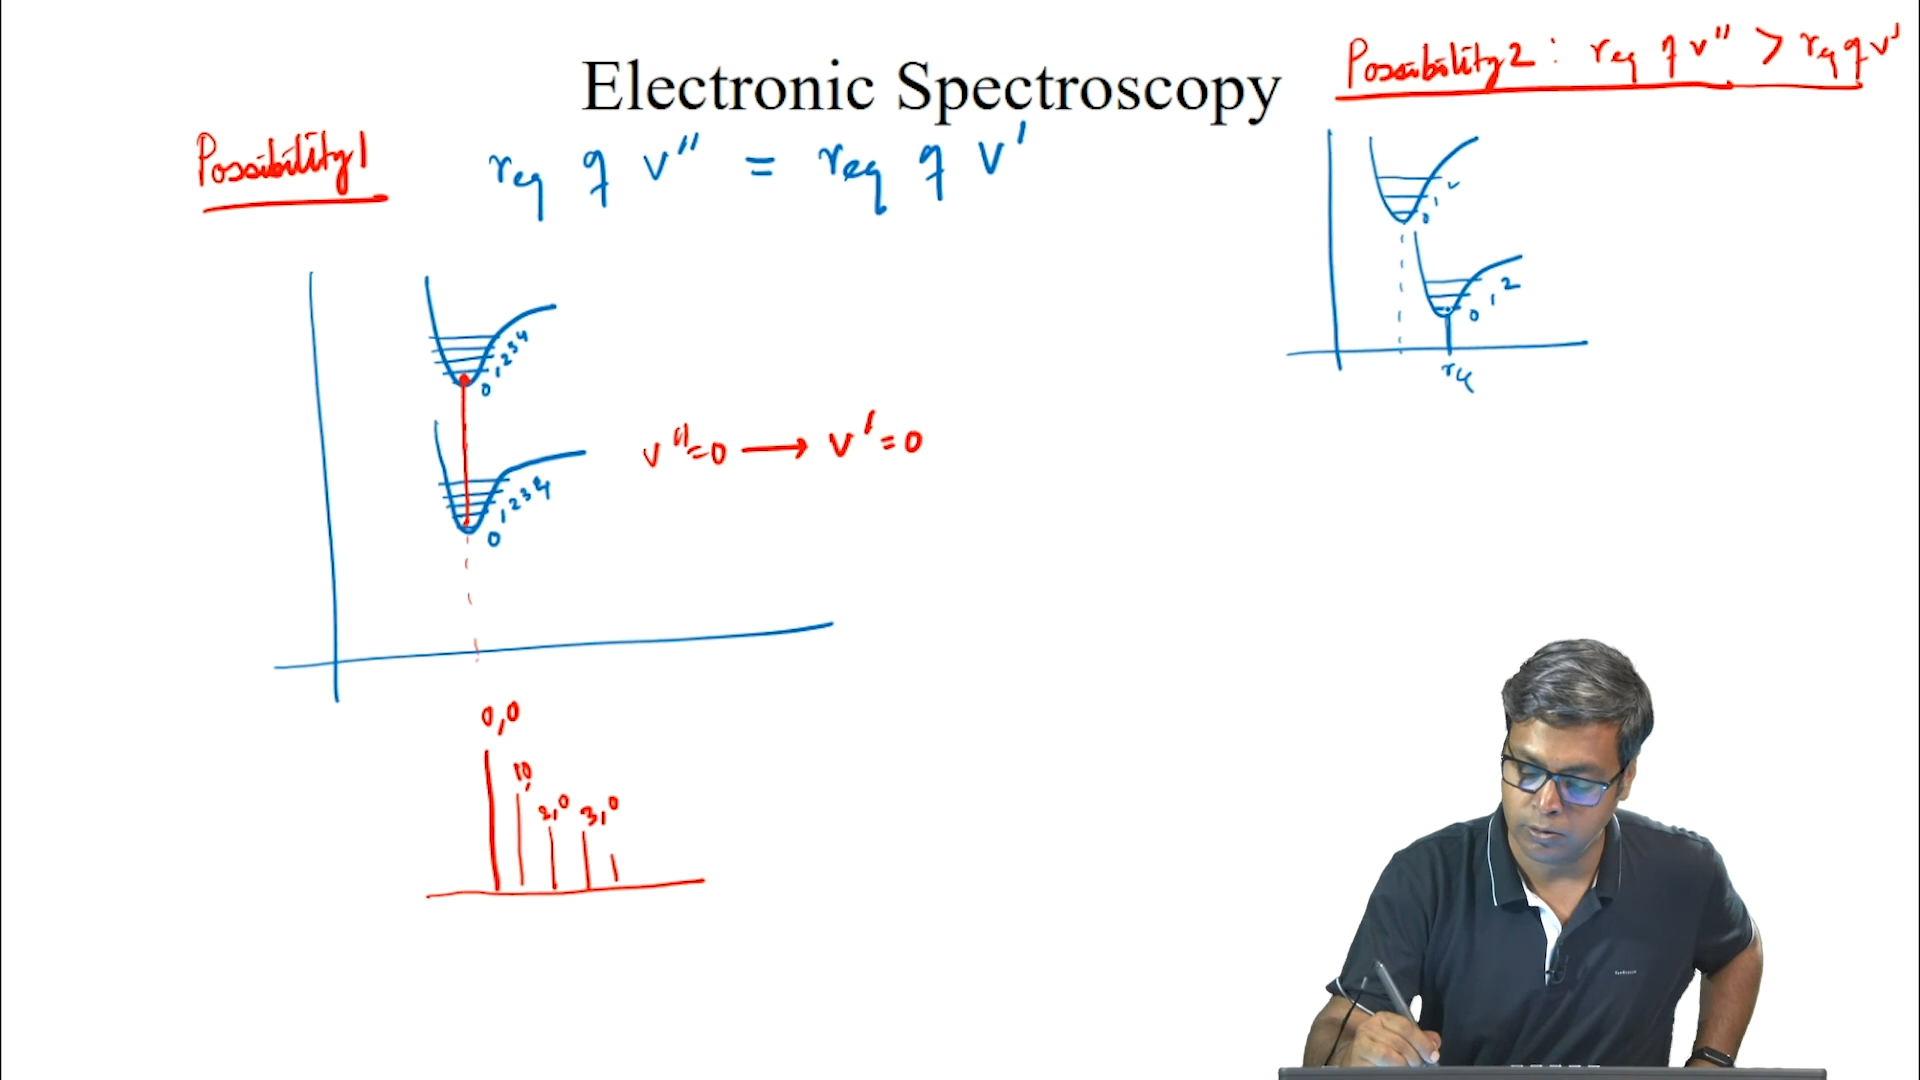 Electronic Spectroscopy
Possibility 1
req of v'' = req of v'
0 1 2 3 4
0 1 2 3 4
v''=0 → v'=0
0,0
1,0
2,0
3,0
Possibility 2 : req of v'' > req of v'
0 1 2
0 1 2
req